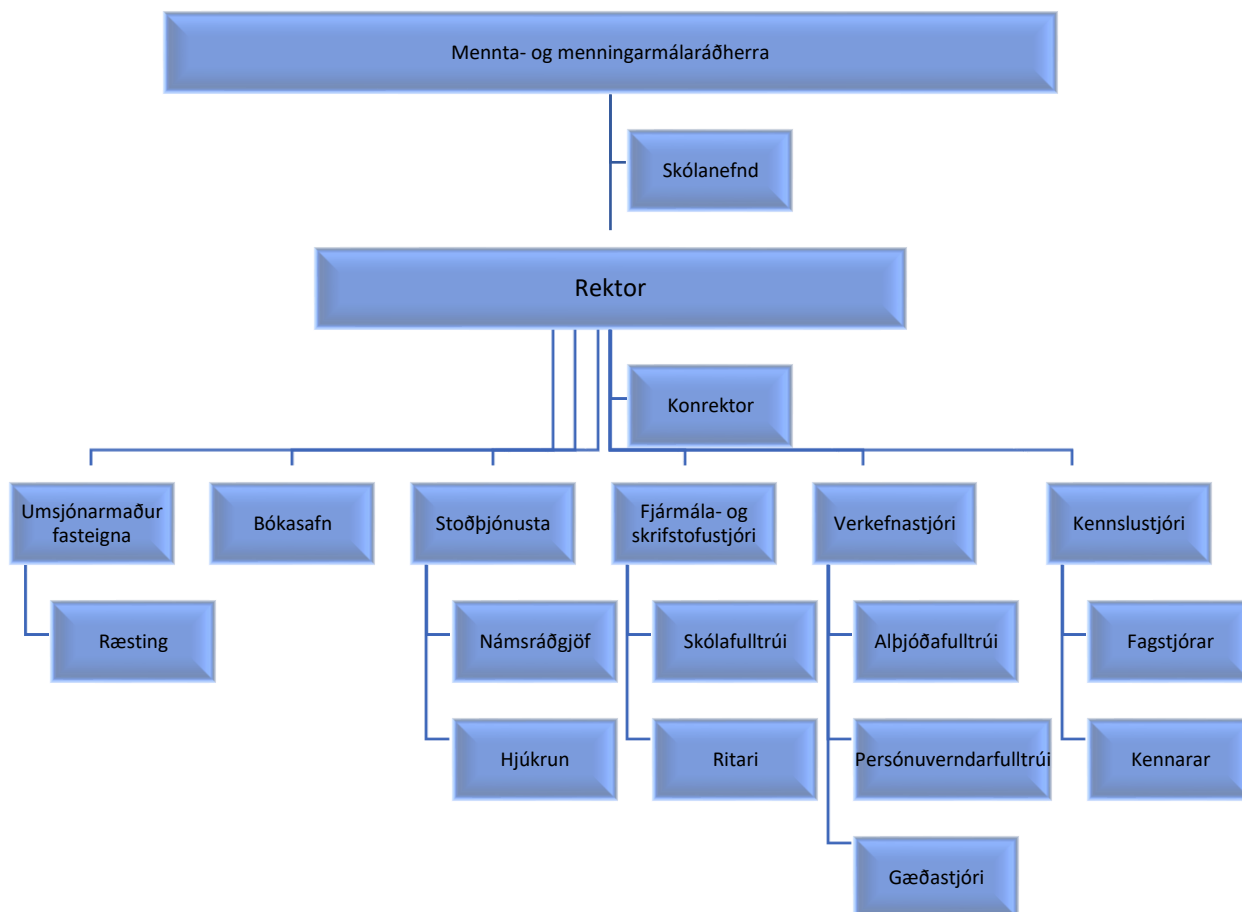 Mennta- og menningarmálaráðherra
Skólanefnd
Rektor
Konrektor
Umsjónarmaður
fasteigna
Bókasafn
Stoðþjónusta
Fjármála- og
skrifstofustjóri
Verkefnastjóri
Kennslustjóri
Ræsting
Námsráðgjöf
Skólafulltrúi
Alþjóðafulltrúi
Fagstjórar
Hjúkrun
Ritari
Persónuverndarfulltrúi
Kennarar
Gæðastjóri